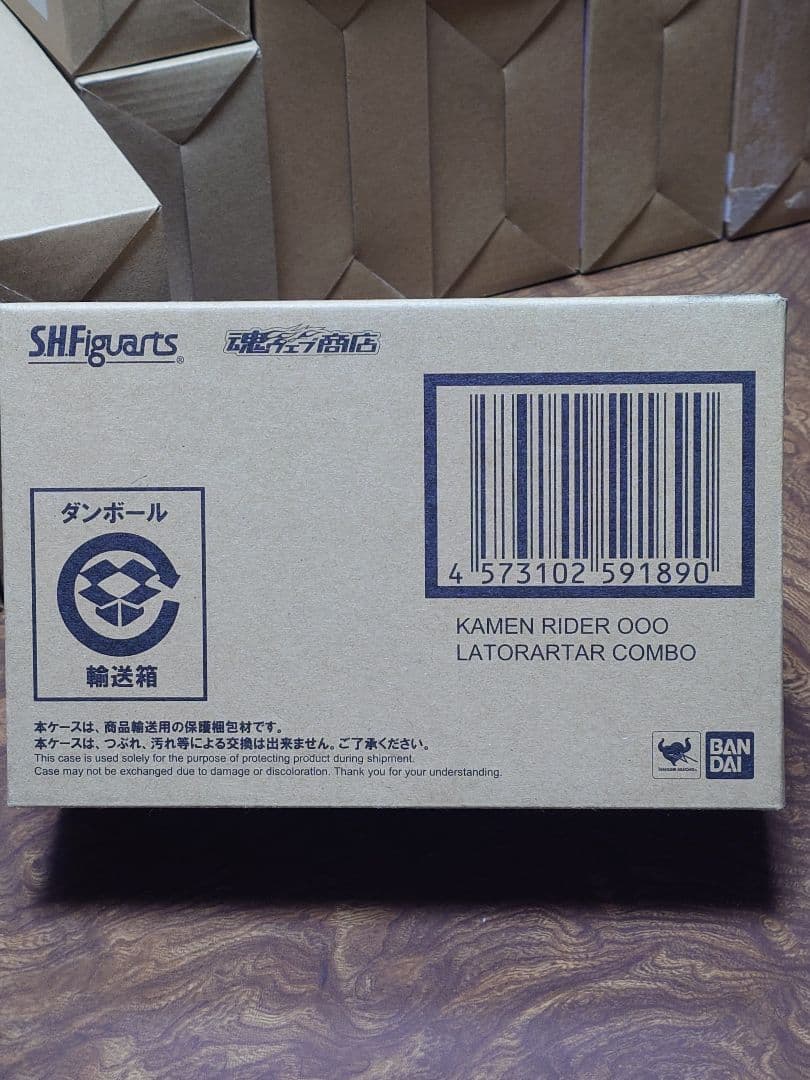 S.H.Figuarts®
魂ウェブ商店
4 573102 591890
KAMEN RIDER OOO
LATORARTAR COMBO
ダンボール
輸送箱
本ケースは、商品輸送用の保護梱包材です。
本ケースは、つぶれ、汚れ等による交換は出来ません。ご了承ください。
This case is used solely for the purpose of protecting product during shipment.
Case may not be exchanged due to damage or discoloration. Thank you for your understanding.
BAN
DAI